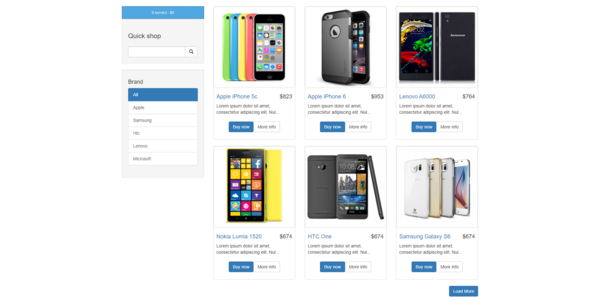 Quick shop
Brand
All
Apple
Samsung
Htc
Lenovo
Microsoft
Apple iPhone 5c $823
Lorem ipsum dolor sit amet,
consectetur adipiscing elit. Nul...
Buy now More info
Apple iPhone 6 $953
Lorem ipsum dolor sit amet,
consectetur adipiscing elit. Nul...
Buy now More info
Lenovo A6000 $764
Lorem ipsum dolor sit amet,
consectetur adipiscing elit. Nul...
Buy now More info
Nokia Lumia 1520 $674
Lorem ipsum dolor sit amet,
consectetur adipiscing elit. Nul...
Buy now More info
HTC One $674
Lorem ipsum dolor sit amet,
consectetur adipiscing elit. Nul...
Buy now More info
Samsung Galaxy S6 $674
Lorem ipsum dolor sit amet,
consectetur adipiscing elit. Nul...
Buy now More info
Load More